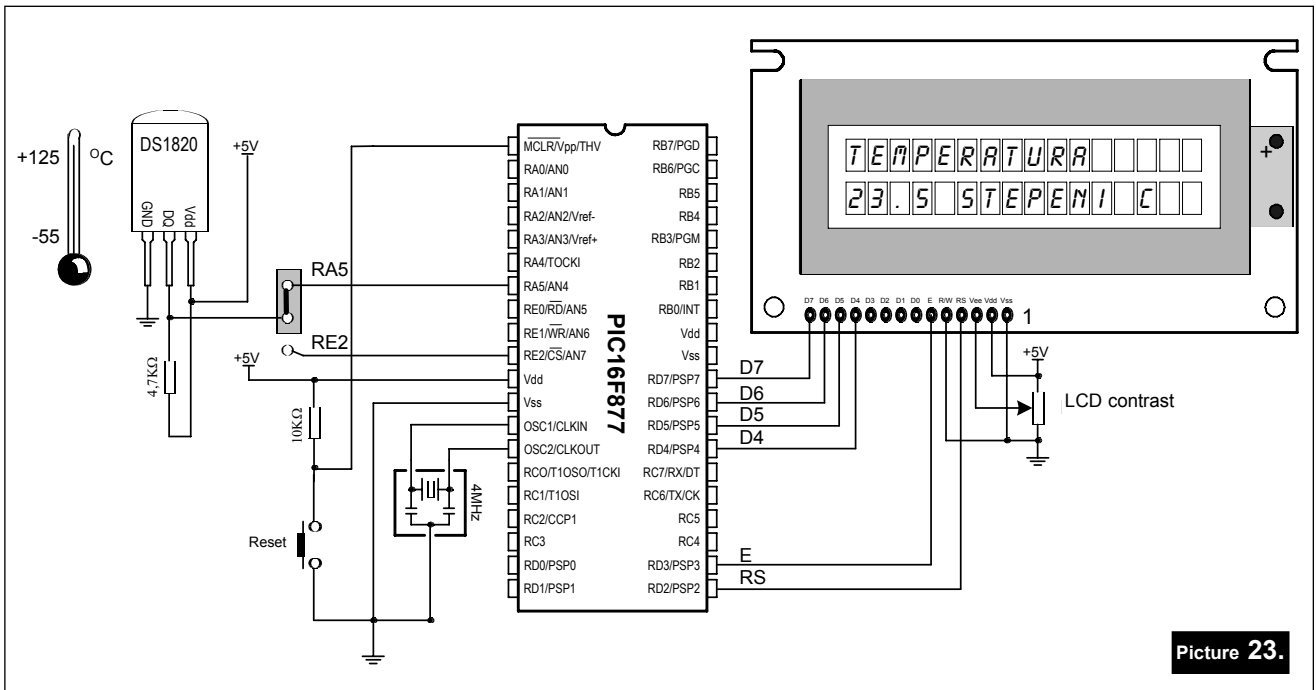 DS1820
+125 °C
-55
GND
DQ
Vdd
+5V
4,7KΩ
RA5
RE2
+5V
10KΩ
Reset
4MHz
PIC16F877
MCLR/Vpp/THV
RA0/AN0
RA1/AN1
RA2/AN2/Vref-
RA3/AN3/Vref+
RA4/TOCKI
RA5/AN4
RE0/RD/AN5
RE1/WR/AN6
RE2/CS/AN7
Vdd
Vss
OSC1/CLKIN
OSC2/CLKOUT
RCO/T1OSO/T1CKI
RC1/T1OSI
RC2/CCP1
RC3
RD0/PSP0
RD1/PSP1
RB7/PGD
RB6/PGC
RB5
RB4
RB3/PGM
RB2
RB1
RB0/INT
Vdd
Vss
RD7/PSP7
RD6/PSP6
RD5/PSP5
RD4/PSP4
RC7/RX/DT
RC6/TX/CK
RC5
RC4
RD3/PSP3
RD2/PSP2
D7
D6
D5
D4
E
RS
TEMPERATURA
23.5 STEPENI C
+
D7 D6 D5 D4 D3 D2 D1 D0 E R/W RS Vee Vdd Vss
1
+5V
LCD contrast
Picture 23.